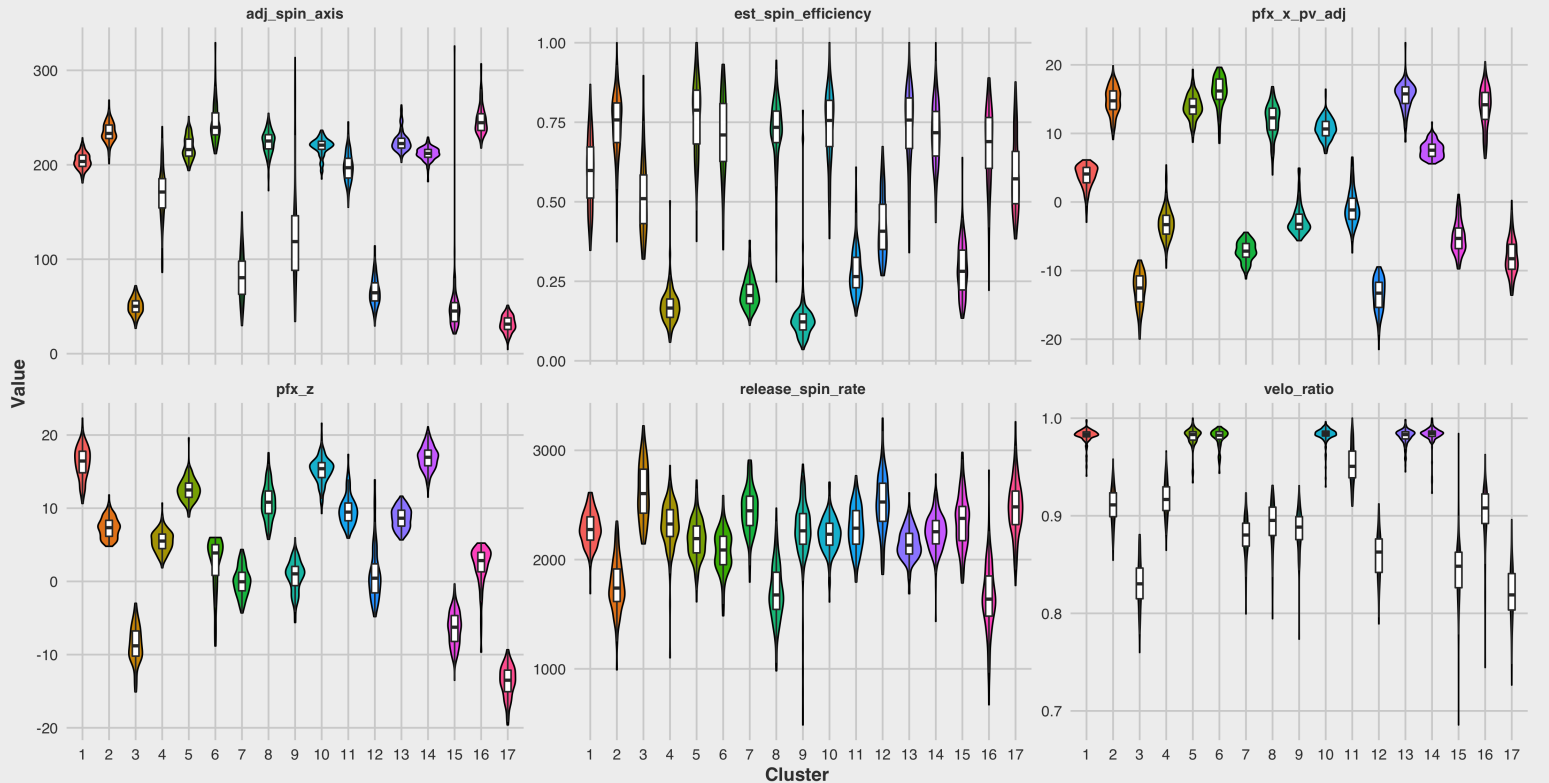 adj_spin_axis
est_spin_efficiency
pfx_x_pv_adj
300
200
100
0
1.00
0.75
0.50
0.25
0.00
20
10
0
-10
-20
Value
pfx_z
release_spin_rate
velo_ratio
20
10
0
-10
-20
3000
2000
1000
1.0
0.9
0.8
0.7
1 2 3 4 5 6 7 8 9 10 11 12 13 14 15 16 17
1 2 3 4 5 6 7 8 9 10 11 12 13 14 15 16 17
1 2 3 4 5 6 7 8 9 10 11 12 13 14 15 16 17
Cluster